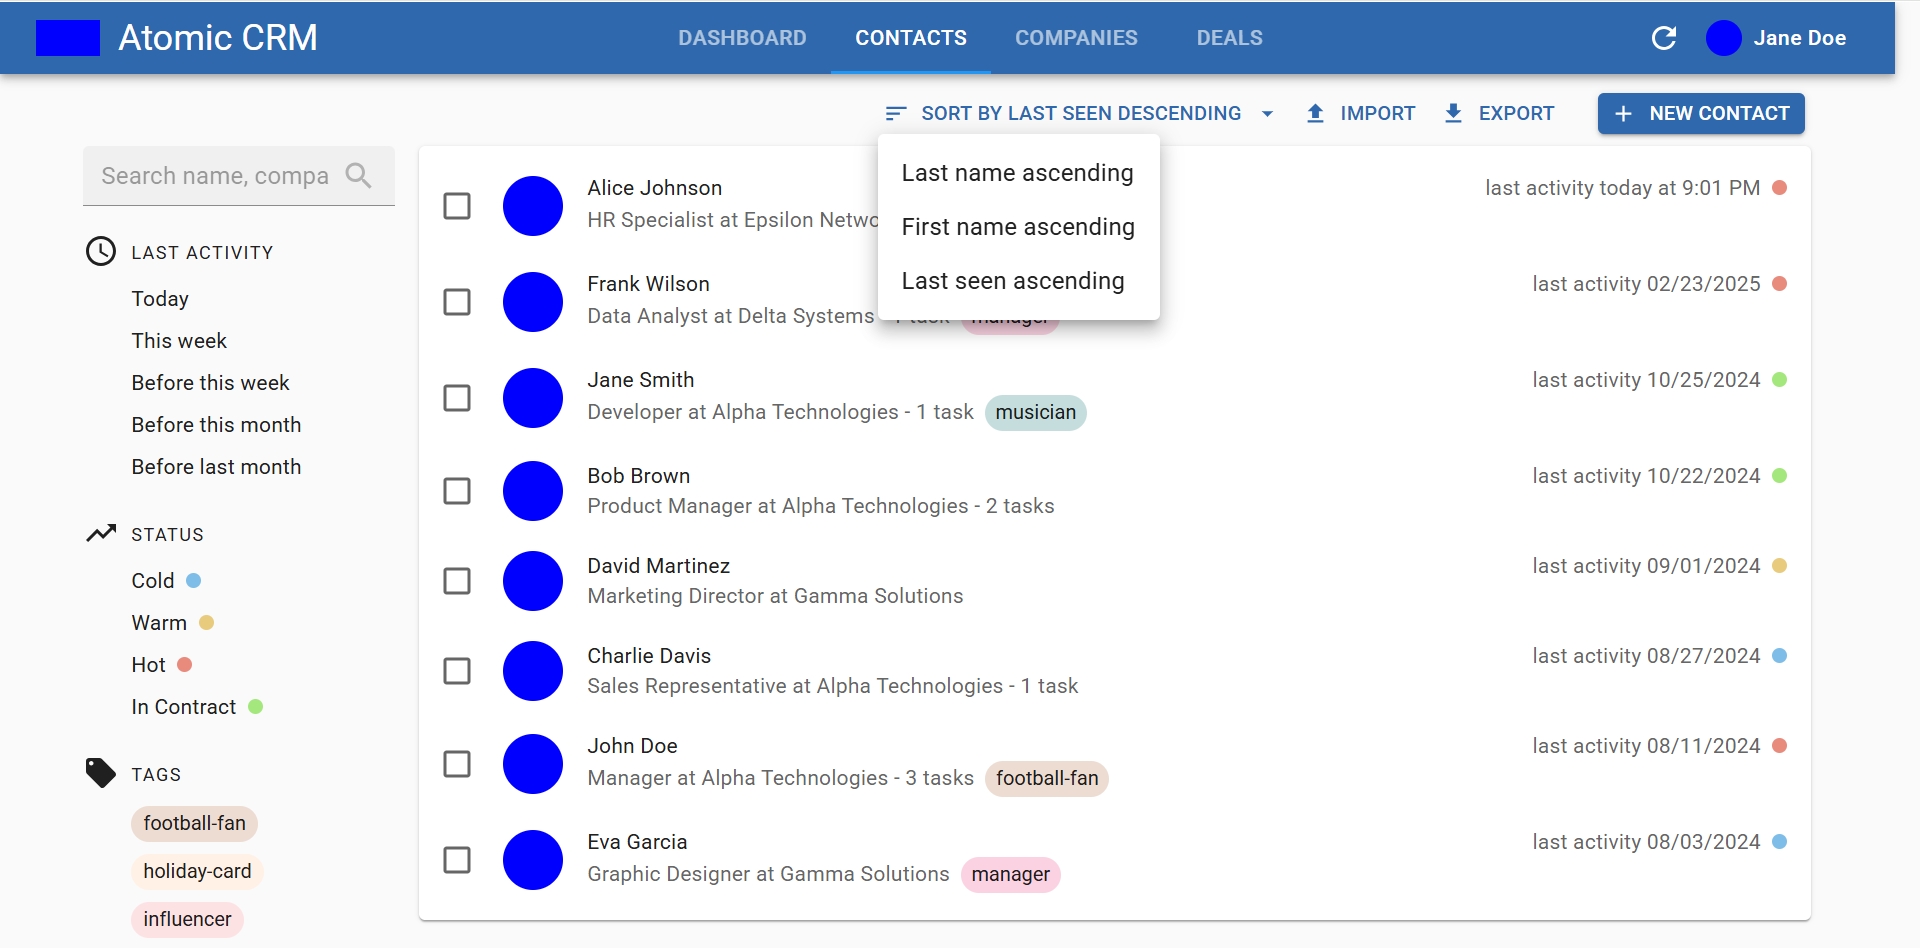 Atomic CRM
DASHBOARD
CONTACTS
COMPANIES
DEALS
Jane Doe
SORT BY LAST SEEN DESCENDING
IMPORT
EXPORT
NEW CONTACT
Last name ascending
First name ascending
Last seen ascending
Search name, compa
LAST ACTIVITY
Today
This week
Before this week
Before this month
Before last month
STATUS
Cold
Warm
Hot
In Contract
TAGS
football-fan
holiday-card
influencer
Alice Johnson
HR Specialist at Epsilon Netwo
last activity today at 9:01 PM
Frank Wilson
Data Analyst at Delta Systems - 1 task manager
last activity 02/23/2025
Jane Smith
Developer at Alpha Technologies - 1 task musician
last activity 10/25/2024
Bob Brown
Product Manager at Alpha Technologies - 2 tasks
last activity 10/22/2024
David Martinez
Marketing Director at Gamma Solutions
last activity 09/01/2024
Charlie Davis
Sales Representative at Alpha Technologies - 1 task
last activity 08/27/2024
John Doe
Manager at Alpha Technologies - 3 tasks football-fan
last activity 08/11/2024
Eva Garcia
Graphic Designer at Gamma Solutions manager
last activity 08/03/2024